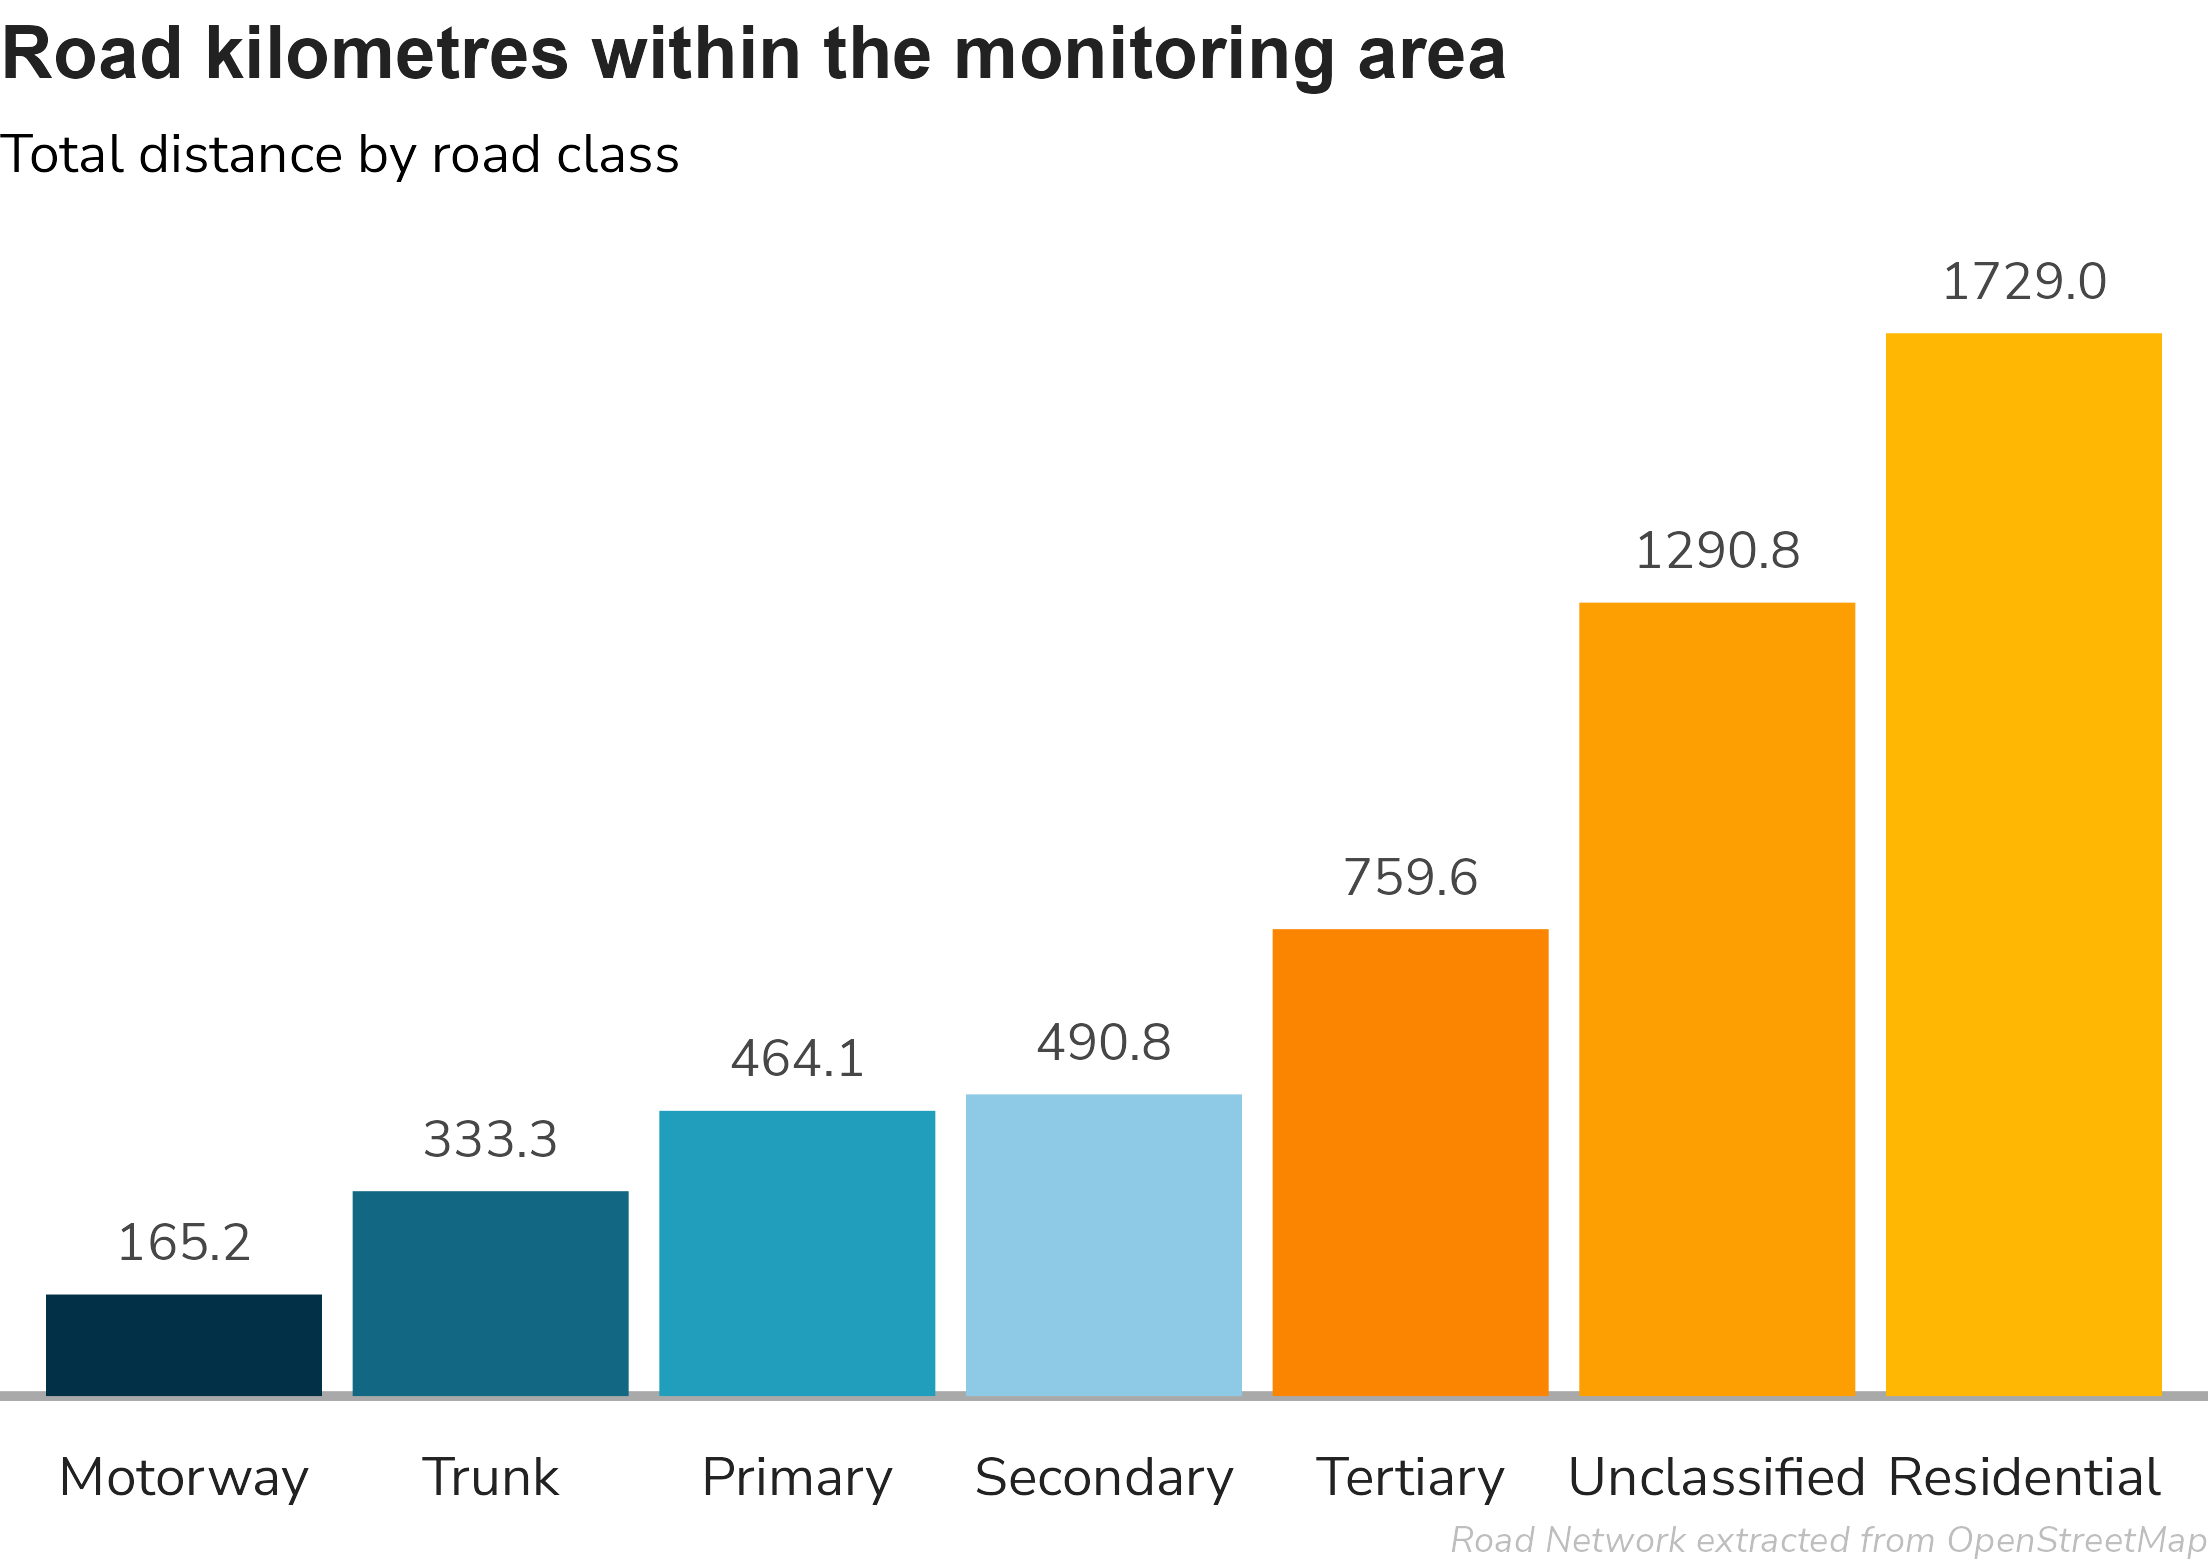 Road kilometres within the monitoring area
Total distance by road class
1729.0
1290.8
759.6
490.8
464.1
333.3
165.2
Motorway Trunk Primary Secondary Tertiary Unclassified Residential
Road Network extracted from OpenStreetMap